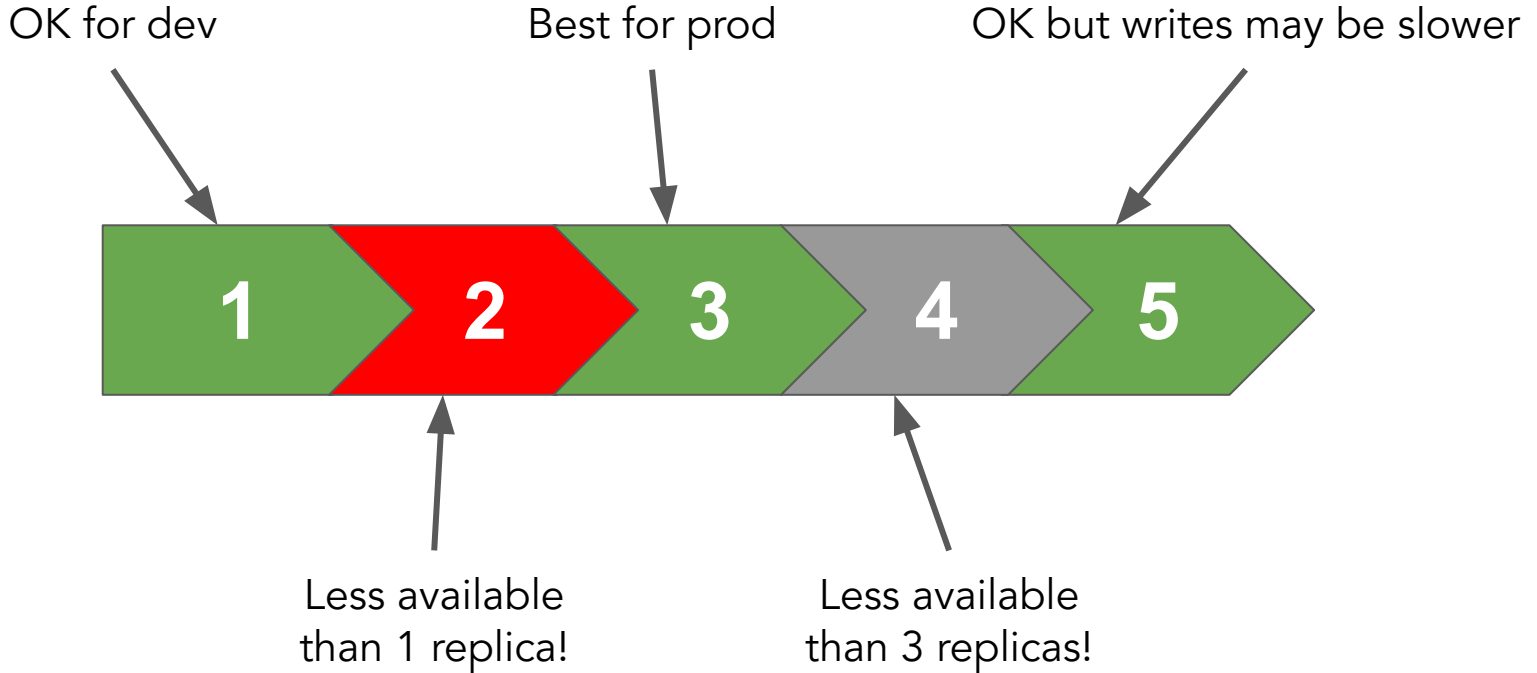 OK for dev
Best for prod
OK but writes may be slower
1
2
3
4
5
Less available
than 1 replica!
Less available
than 3 replicas!